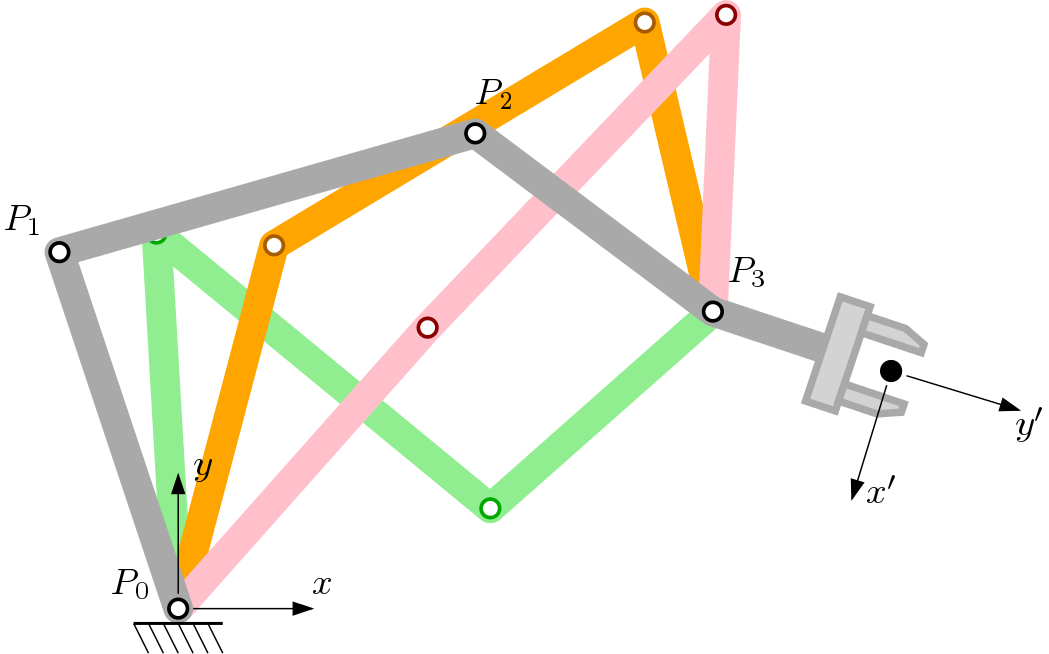 P₂
P₁
P₃
y′
x′
y
P₀
x